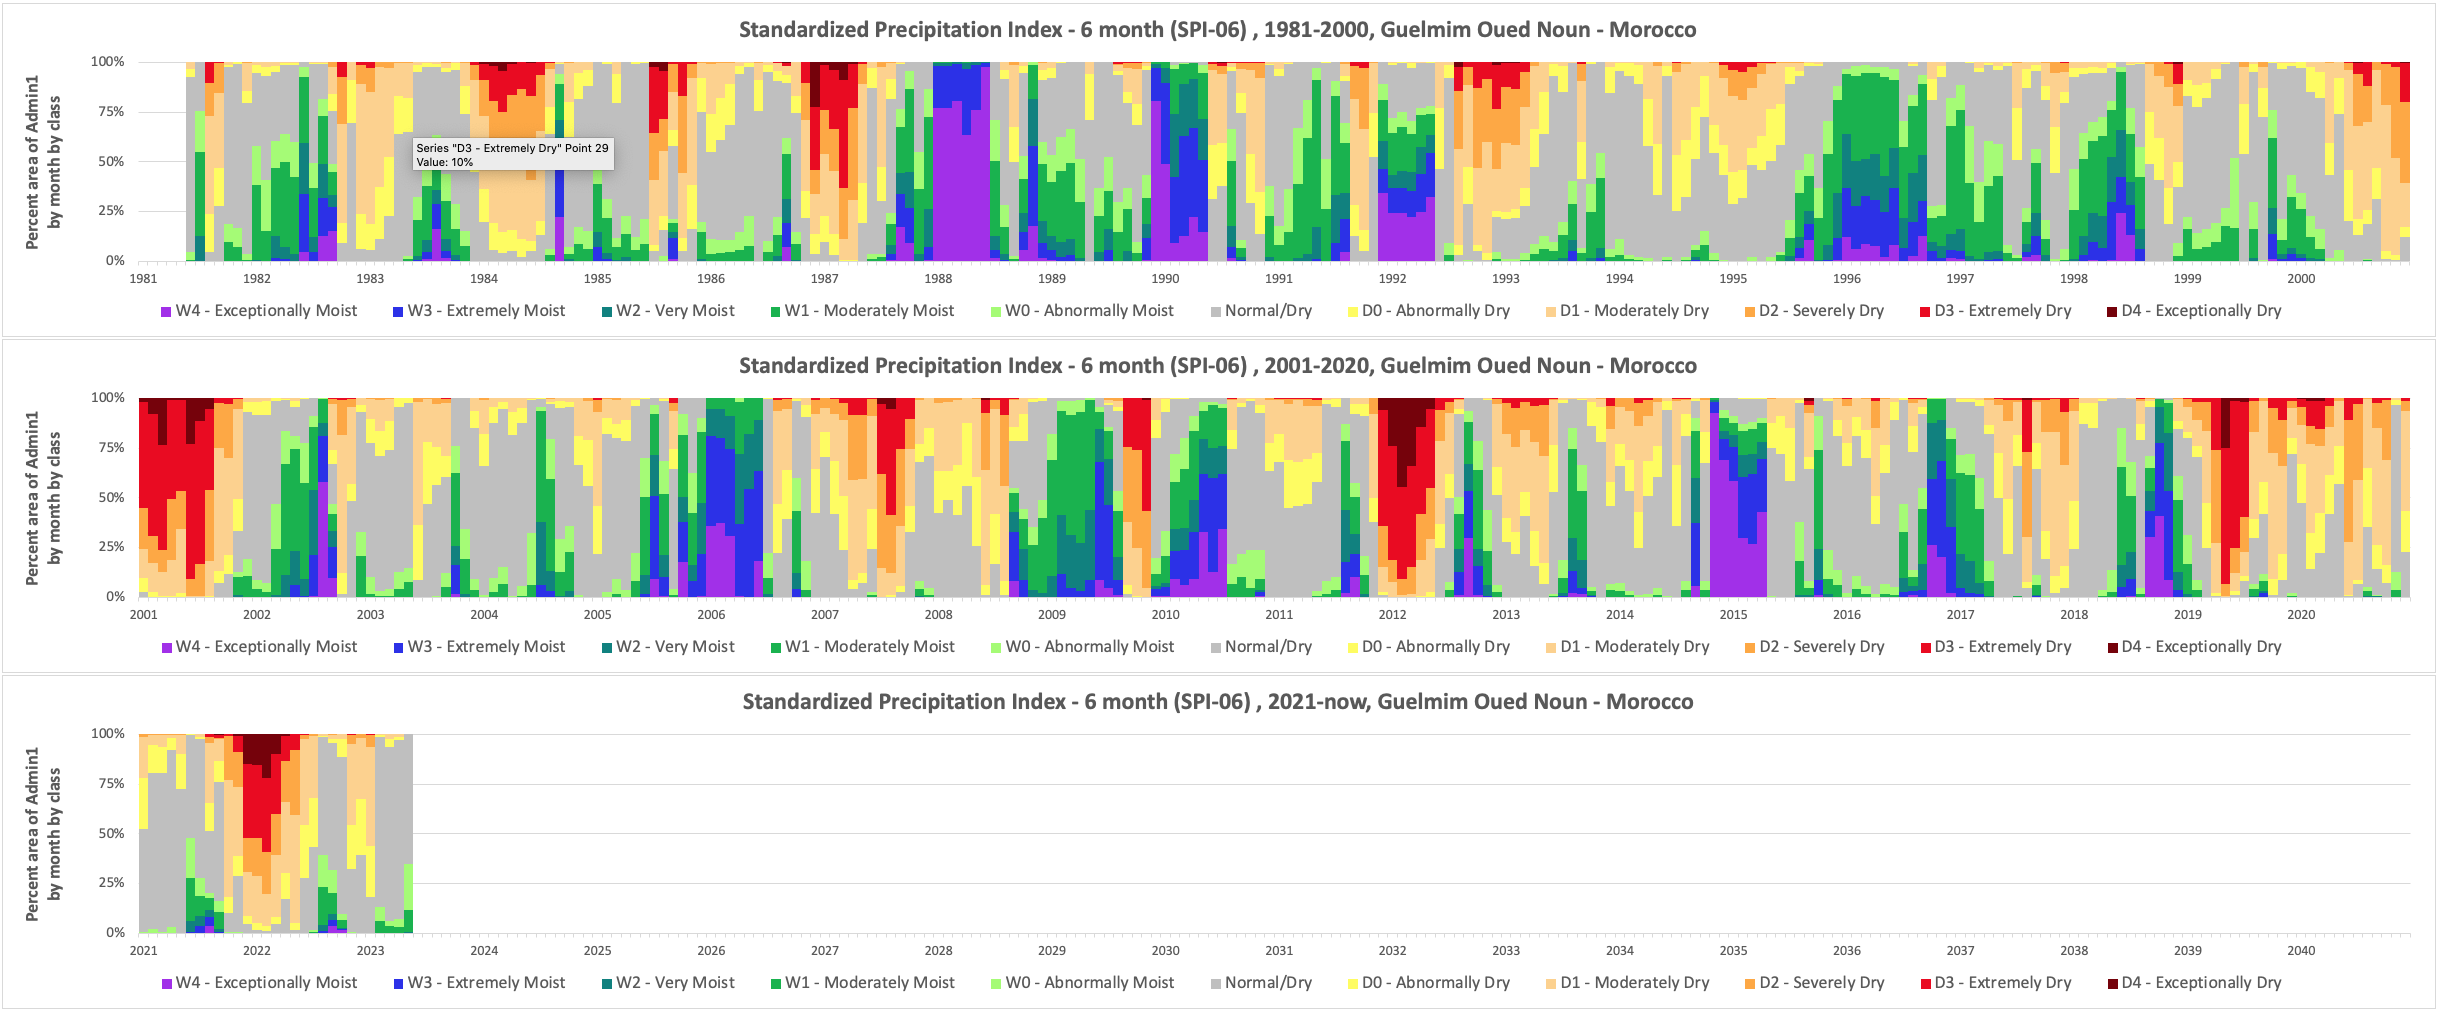 Standardized Precipitation Index - 6 month (SPI-06) , 1981-2000, Guelmim Oued Noun - Morocco
Percent area of Admin1
by month by class
100%
75%
50%
25%
0%
Series "D3 - Extremely Dry" Point 29
Value: 10%
1981 1982 1983 1984 1985 1986 1987 1988 1989 1990 1991 1992 1993 1994 1995 1996 1997 1998 1999 2000
W4 - Exceptionally Moist W3 - Extremely Moist W2 - Very Moist W1 - Moderately Moist W0 - Abnormally Moist Normal/Dry D0 - Abnormally Dry D1 - Moderately Dry D2 - Severely Dry D3 - Extremely Dry D4 - Exceptionally Dry
Standardized Precipitation Index - 6 month (SPI-06) , 2001-2020, Guelmim Oued Noun - Morocco
Percent area of Admin1
by month by class
100%
75%
50%
25%
0%
2001 2002 2003 2004 2005 2006 2007 2008 2009 2010 2011 2012 2013 2014 2015 2016 2017 2018 2019 2020
W4 - Exceptionally Moist W3 - Extremely Moist W2 - Very Moist W1 - Moderately Moist W0 - Abnormally Moist Normal/Dry D0 - Abnormally Dry D1 - Moderately Dry D2 - Severely Dry D3 - Extremely Dry D4 - Exceptionally Dry
Standardized Precipitation Index - 6 month (SPI-06) , 2021-now, Guelmim Oued Noun - Morocco
Percent area of Admin1
by month by class
100%
75%
50%
25%
0%
2021 2022 2023 2024 2025 2026 2027 2028 2029 2030 2031 2032 2033 2034 2035 2036 2037 2038 2039 2040
W4 - Exceptionally Moist W3 - Extremely Moist W2 - Very Moist W1 - Moderately Moist W0 - Abnormally Moist Normal/Dry D0 - Abnormally Dry D1 - Moderately Dry D2 - Severely Dry D3 - Extremely Dry D4 - Exceptionally Dry